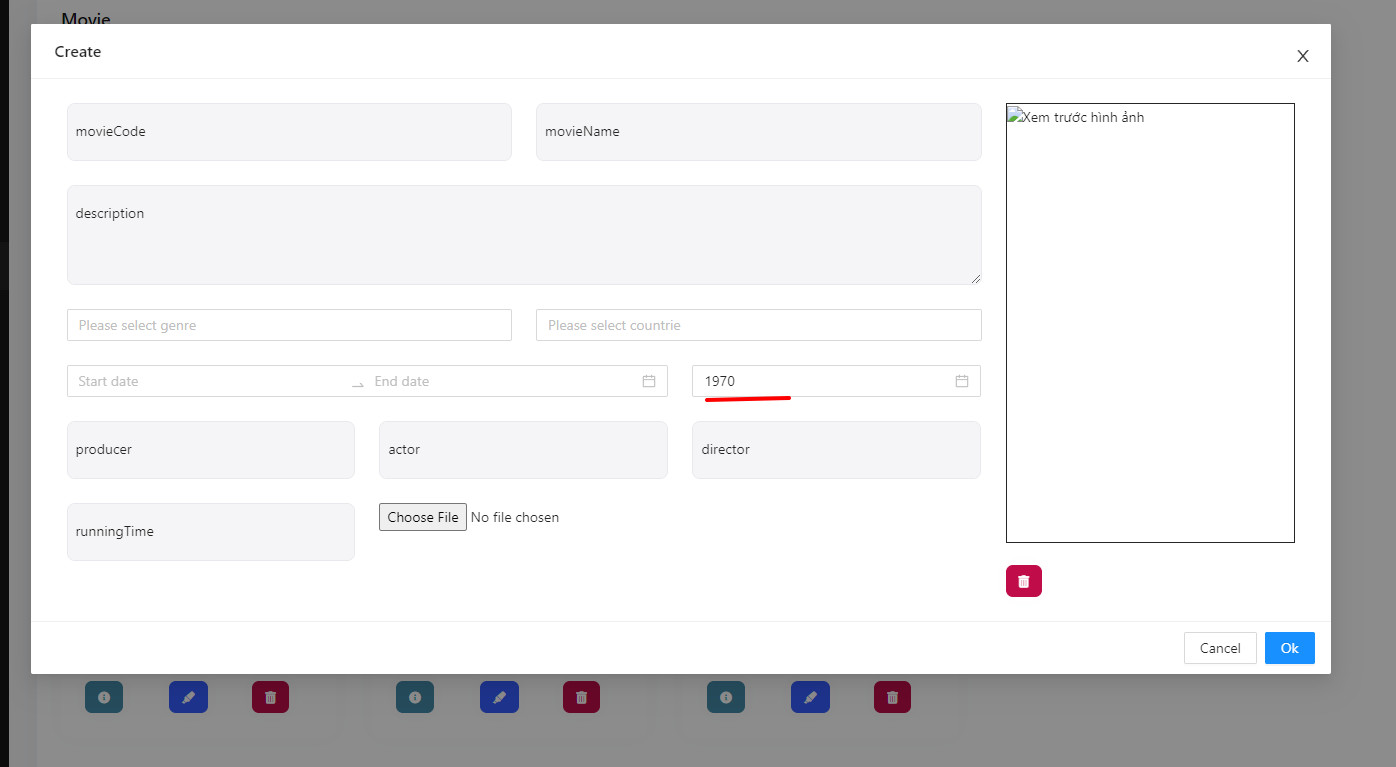 Movie
Create
movieCode
movieName
Xem trước hình ảnh
description
Please select genre
Please select countrie
Start date
End date
1970
producer
actor
director
runningTime
Choose File No file chosen
Cancel
Ok